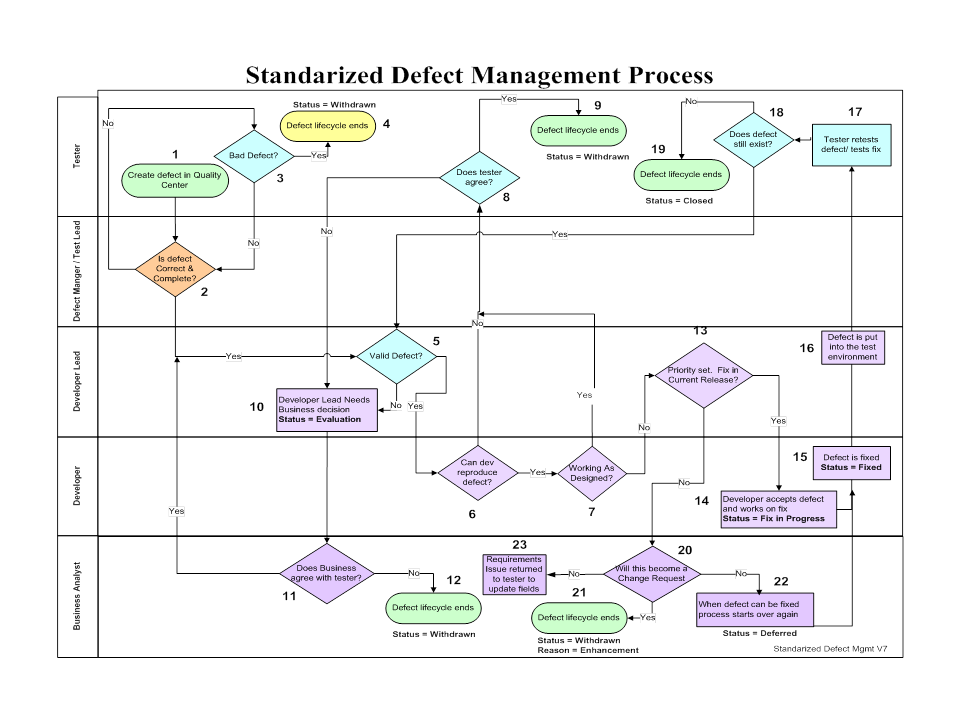 Standarized Defect Management Process
Tester
No
1
Create defect in Quality
Center
Bad Defect?
3
Yes
Status = Withdrawn
Defect lifecycle ends
4
Yes
Does tester
agree?
8
9
Defect lifecycle ends
Status = Withdrawn
No
18
Does defect
still exist?
19
Defect lifecycle ends
Status = Closed
17
Tester retests
defect/ tests fix
Defect Manger / Test Lead
Is defect
Correct &
Complete?
2
No
No
Yes
No
Developer Lead
Yes
Valid Defect?
5
10
Developer Lead Needs
Business decision
Status = Evaluation
No
Yes
Yes
13
Priority set. Fix in
Current Release?
No
Yes
16
Defect is put
into the test
environment
Developer
Yes
Can dev
reproduce
defect?
6
Yes
Working As
Designed?
7
No
14
Developer accepts defect
and works on fix
Status = Fix in Progress
15
Defect is fixed
Status = Fixed
Business Analyst
Does Business
agree with tester?
11
No
12
Defect lifecycle ends
Status = Withdrawn
23
Requirements
Issue returned
to tester to
update fields
No
20
Will this become a
Change Request
No
21
Defect lifecycle ends
Yes
Status = Withdrawn
Reason = Enhancement
22
When defect can be fixed
process starts over again
Status = Deferred
Standarized Defect Mgmt V7